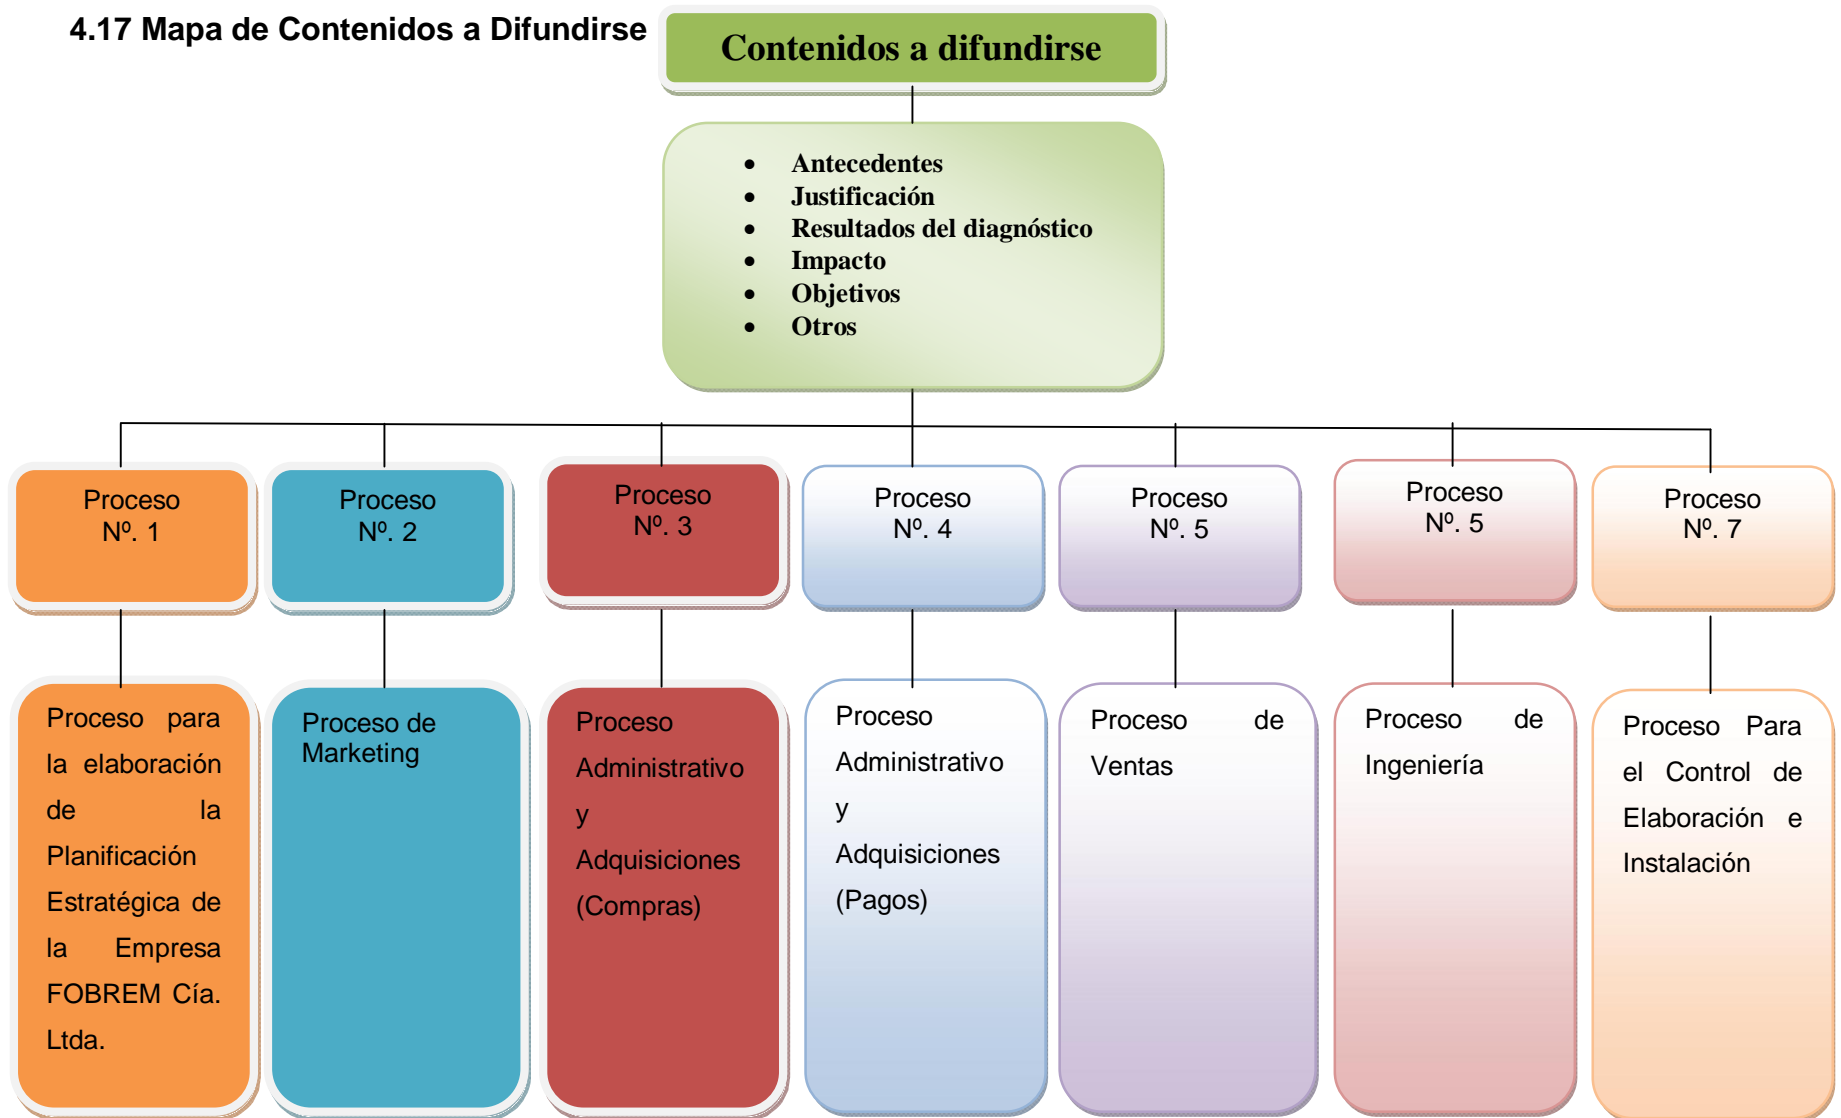 4.17 Mapa de Contenidos a Difundirse
Contenidos a difundirse
• Antecedentes
• Justificación
• Resultados del diagnóstico
• Impacto
• Objetivos
• Otros
Proceso
Nº. 1
Proceso
Nº. 2
Proceso
Nº. 3
Proceso
Nº. 4
Proceso
Nº. 5
Proceso
Nº. 5
Proceso
Nº. 7
Proceso para
la elaboración
de la
Planificación
Estratégica de
la Empresa
FOBREM Cía.
Ltda.
Proceso de
Marketing
Proceso
Administrativo
y
Adquisiciones
(Compras)
Proceso
Administrativo
y
Adquisiciones
(Pagos)
Proceso de
Ventas
Proceso de
Ingeniería
Proceso Para
el Control de
Elaboración e
Instalación